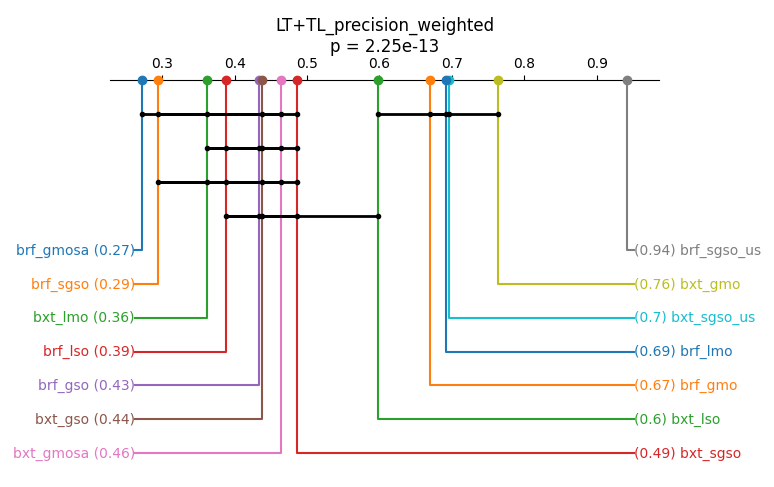 LT+TL_precision_weighted
p = 2.25e-13
0.3 0.4 0.5 0.6 0.7 0.8 0.9
brf_gmosa (0.27)
(0.94) brf_sgso_us
brf_sgso (0.29)
(0.76) bxt_gmo
bxt_lmo (0.36)
(0.7) bxt_sgso_us
brf_lso (0.39)
(0.69) brf_lmo
brf_gso (0.43)
(0.67) brf_gmo
bxt_gso (0.44)
(0.6) bxt_lso
bxt_gmosa (0.46)
(0.49) bxt_sgso